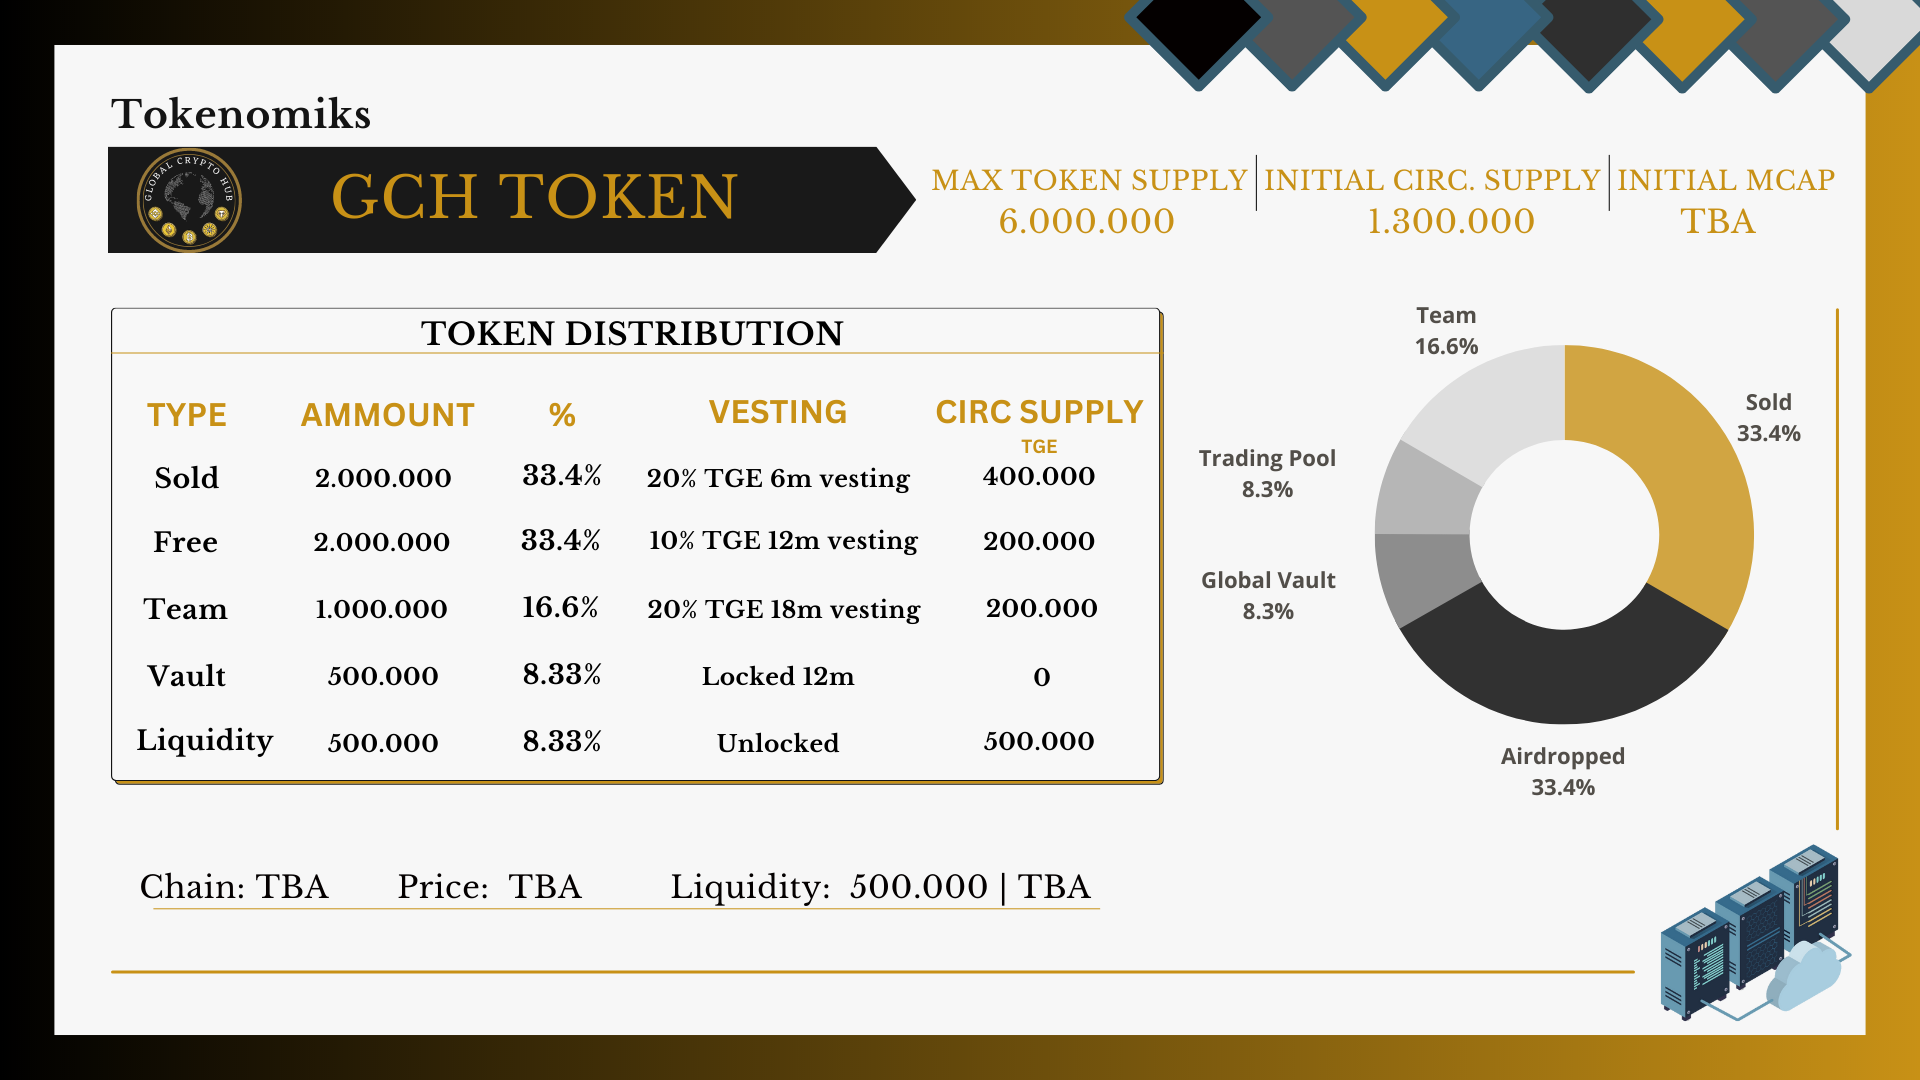 Tokenomiks
GLOBAL CRYPTO HUB
GCH TOKEN
MAX TOKEN SUPPLY
6.000.000
INITIAL CIRC. SUPPLY
1.300.000
INITIAL MCAP
TBA
TOKEN DISTRIBUTION
TYPE AMMOUNT % VESTING CIRC SUPPLY
TGE
Sold 2.000.000 33.4% 20% TGE 6m vesting 400.000
Free 2.000.000 33.4% 10% TGE 12m vesting 200.000
Team 1.000.000 16.6% 20% TGE 18m vesting 200.000
Vault 500.000 8.33% Locked 12m 0
Liquidity 500.000 8.33% Unlocked 500.000
Team
16.6%
Sold
33.4%
Trading Pool
8.3%
Global Vault
8.3%
Airdropped
33.4%
Chain: TBA Price: TBA Liquidity: 500.000 | TBA